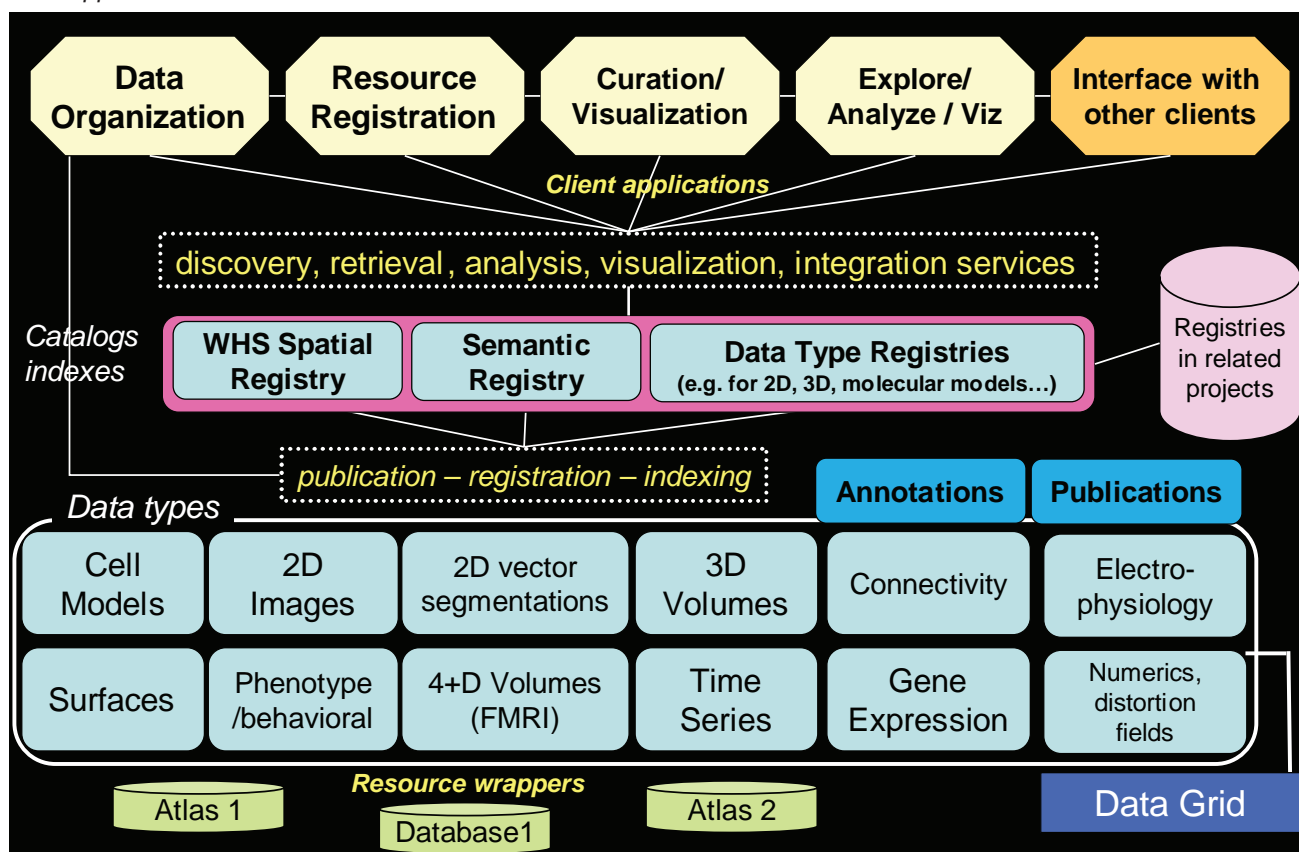 Data
Organization
Resource
Registration
Curation/
Visualization
Explore/
Analyze / Viz
Interface with
other clients
Client applications
discovery, retrieval, analysis, visualization, integration services
Catalogs
indexes
WHS Spatial
Registry
Semantic
Registry
Data Type Registries
(e.g. for 2D, 3D, molecular models…)
Registries
in related
projects
publication – registration – indexing
Annotations
Publications
Data types
Cell
Models
2D
Images
2D vector
segmentations
3D
Volumes
Connectivity
Electro-
physiology
Surfaces
Phenotype
/behavioral
4+D Volumes
(FMRI)
Time
Series
Gene
Expression
Numerics,
distortion
fields
Resource wrappers
Atlas 1
Database1
Atlas 2
Data Grid